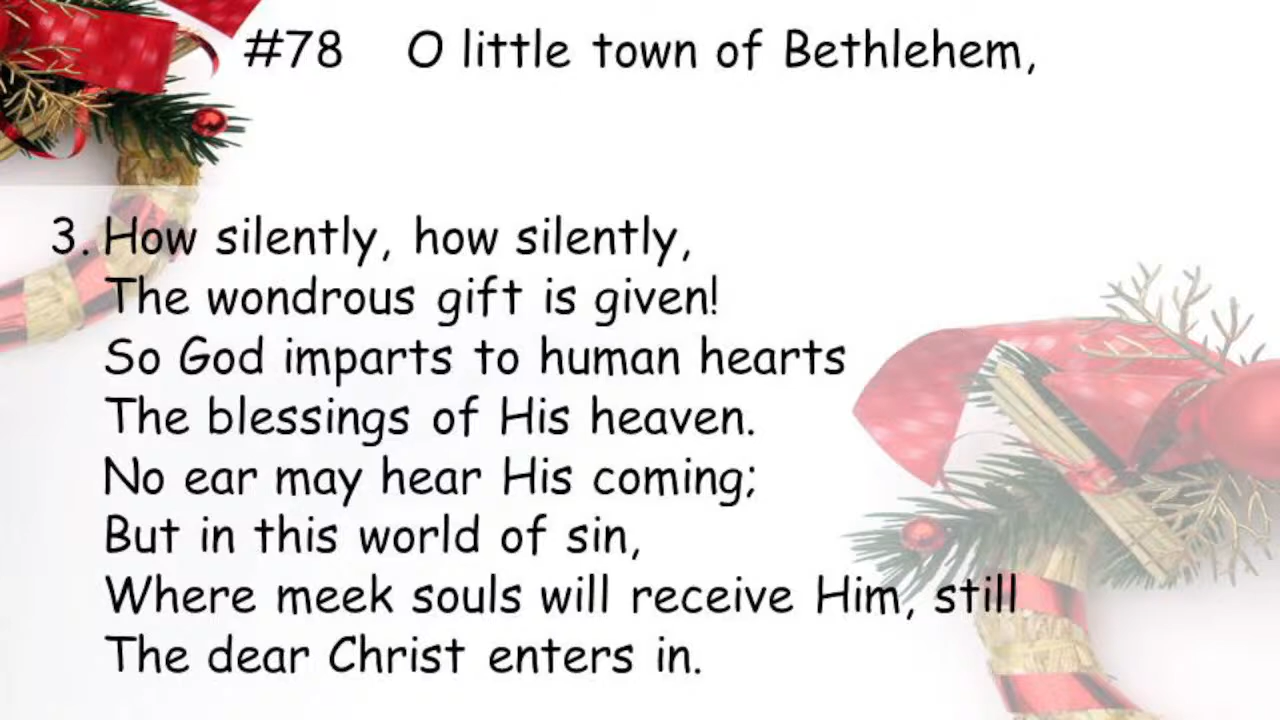 #78 O little town of Bethlehem,
3. How silently, how silently,
The wondrous gift is given!
So God imparts to human hearts
The blessings of His heaven.
No ear may hear His coming;
But in this world of sin,
Where meek souls will receive Him, still
The dear Christ enters in.